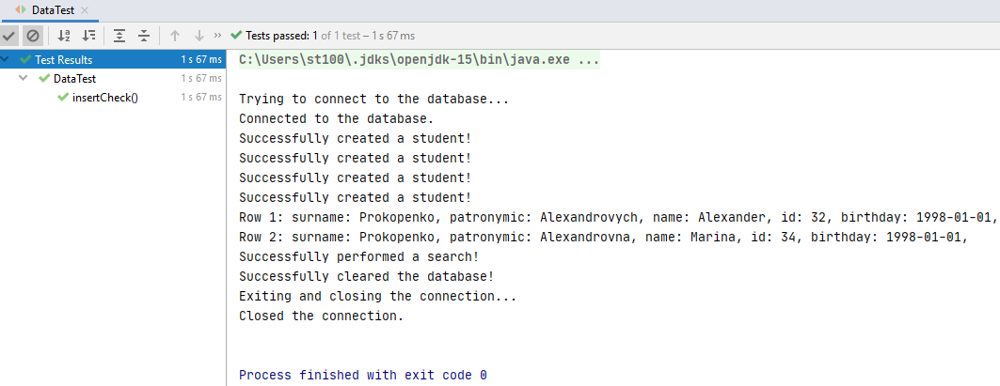 DataTest
Tests passed: 1 of 1 test – 1 s 67 ms
Test Results 1 s 67 ms
DataTest 1 s 67 ms
insertCheck() 1 s 67 ms
C:\Users\st100\.jdks\openjdk-15\bin\java.exe ...
Trying to connect to the database...
Connected to the database.
Successfully created a student!
Successfully created a student!
Successfully created a student!
Successfully created a student!
Row 1: surname: Prokopenko, patronymic: Alexandrovych, name: Alexander, id: 32, birthday: 1998-01-01,
Row 2: surname: Prokopenko, patronymic: Alexandrovna, name: Marina, id: 34, birthday: 1998-01-01,
Successfully performed a search!
Successfully cleared the database!
Exiting and closing the connection...
Closed the connection.
Process finished with exit code 0